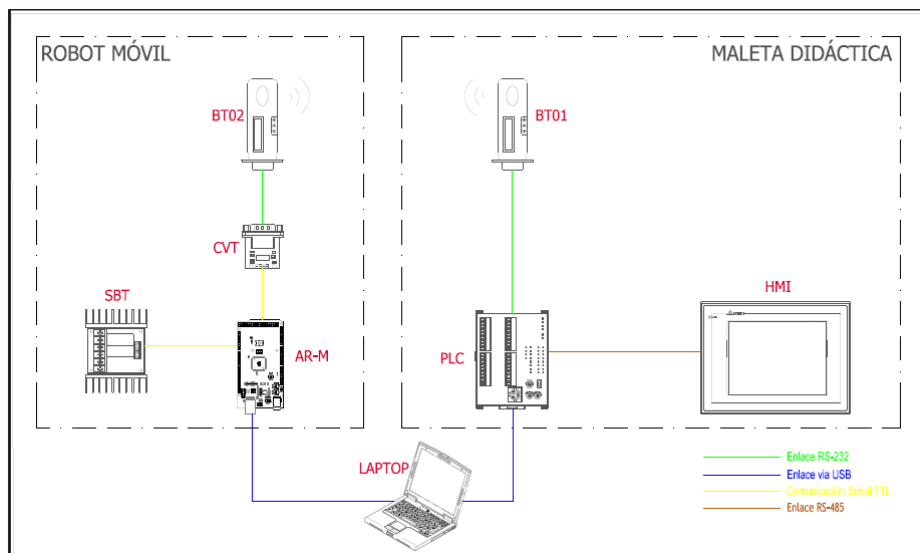 ROBOT MÓVIL
MALETA DIDÁCTICA
BT02
BT01
CVT
SBT
HMI
AR-M
PLC
LAPTOP
Enlace RS-232
Enlace via USB
Comunicación Serial TTL
Enlace RS-485